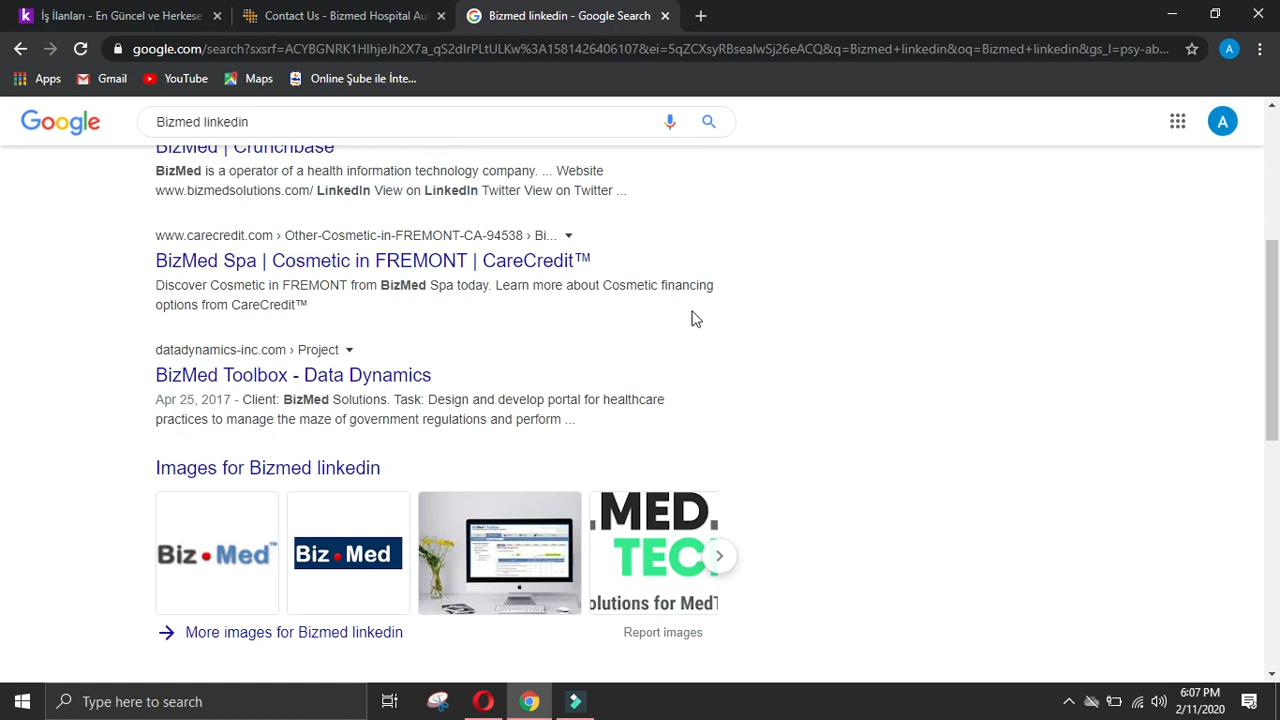 İş İlanları - En Güncel ve Herkese
Contact Us - Bizmed Hospital Aut
Bizmed linkedin - Google Search
google.com/search?sxsrf=ACYBGNRK1HIhjeJh2X7a_qS2dIrPLtULKw%3A1581426406107&ei=5qZCXsyRBsealwSj26eACQ&q=Bizmed+linkedin&oq=Bizmed+linkedin&gs_l=psy-ab...
A
Apps
Gmail
YouTube
Maps
Online Şube ile İnte...
Google
Bizmed linkedin
A
BizMed | Crunchbase
BizMed is a operator of a health information technology company. ... Website
www.bizmedsolutions.com/ LinkedIn View on LinkedIn Twitter View on Twitter ...
www.carecredit.com › Other-Cosmetic-in-FREMONT-CA-94538 › Bi...
BizMed Spa | Cosmetic in FREMONT | CareCredit™
Discover Cosmetic in FREMONT from BizMed Spa today. Learn more about Cosmetic financing
options from CareCredit™
datadynamics-inc.com › Project
BizMed Toolbox - Data Dynamics
Apr 25, 2017 - Client: BizMed Solutions. Task: Design and develop portal for healthcare
practices to manage the maze of government regulations and perform ...
Images for Bizmed linkedin
Biz•Med™
Biz•Med
.MED.
TEC
olutions for MedT
More images for Bizmed linkedin
Report images
Type here to search
6:07 PM
2/11/2020